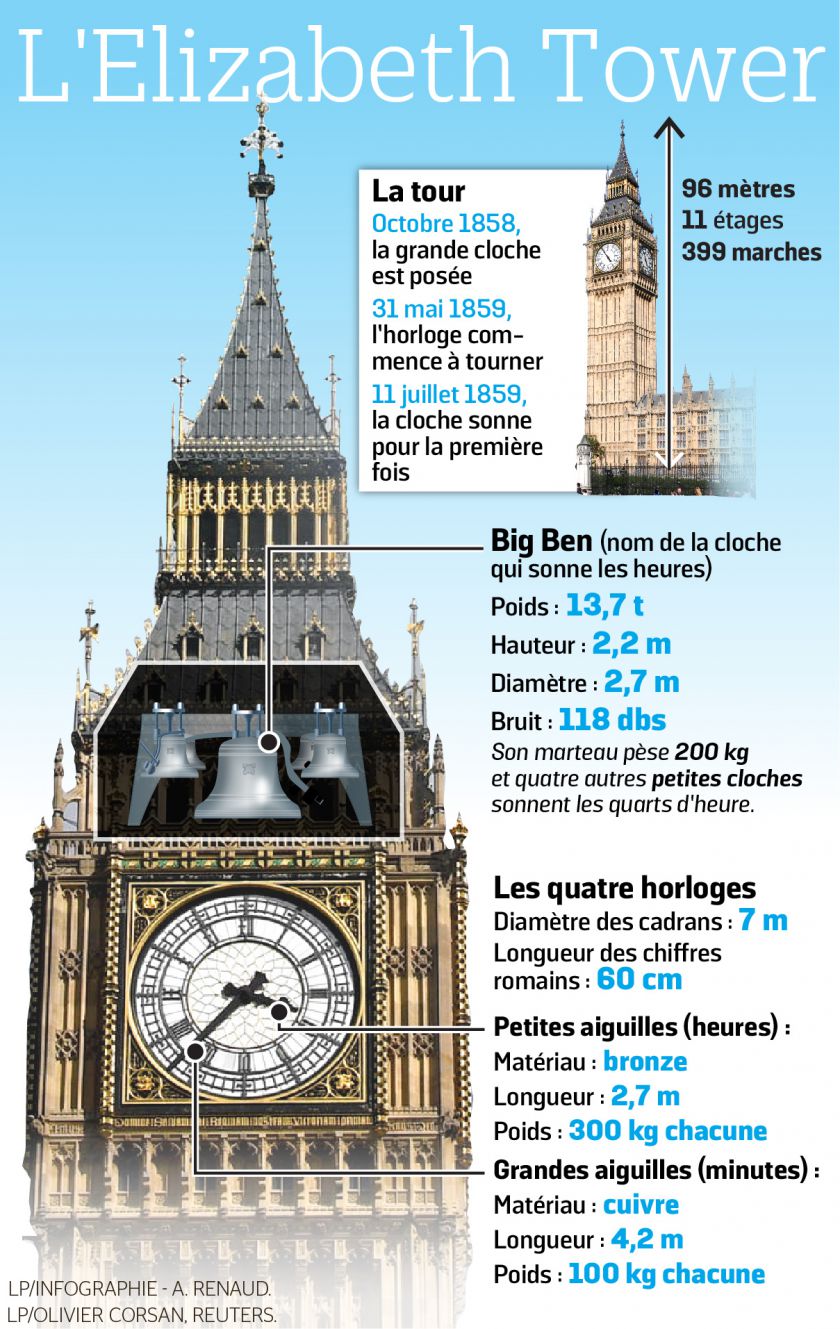 L'Elizabeth Tower
La tour
Octobre 1858,
la grande cloche
est posée
31 mai 1859,
l'horloge com-
mence à tourner
11 juillet 1859,
la cloche sonne
pour la première
fois
96 mètres
11 étages
399 marches
Big Ben (nom de la cloche
qui sonne les heures)
Poids : 13,7 t
Hauteur : 2,2 m
Diamètre : 2,7 m
Bruit : 118 dbs
Son marteau pèse 200 kg
et quatre autres petites cloches
sonnent les quarts d'heure.
Les quatre horloges
Diamètre des cadrans : 7 m
Longueur des chiffres
romains : 60 cm
Petites aiguilles (heures) :
Matériau : bronze
Longueur : 2,7 m
Poids : 300 kg chacune
Grandes aiguilles (minutes) :
Matériau : cuivre
Longueur : 4,2 m
Poids : 100 kg chacune
LP/INFOGRAPHIE - A. RENAUD.
LP/OLIVIER CORSAN, REUTERS.